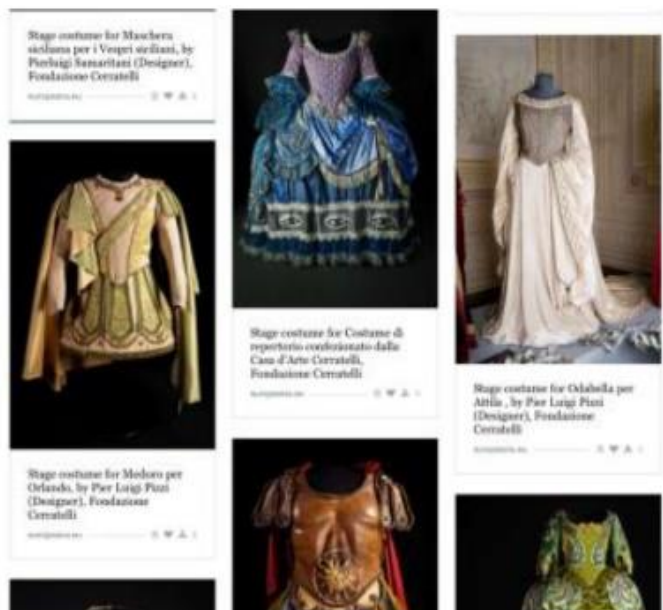 Stage costume for Maschera
siciliana per i Vespri siciliani, by
Pierluigi Samaritani (Designer),
Fondazione Cerratelli
Stage costume for Medoro per
Orlando, by Pier Luigi Pizzi
(Designer), Fondazione
Cerratelli
Stage costume for Costume di
repertorio confezionato dalla
Casa d'Arte Cerratelli,
Fondazione Cerratelli
Stage costume for Odabella per
Attila , by Pier Luigi Pizzi
(Designer), Fondazione
Cerratelli